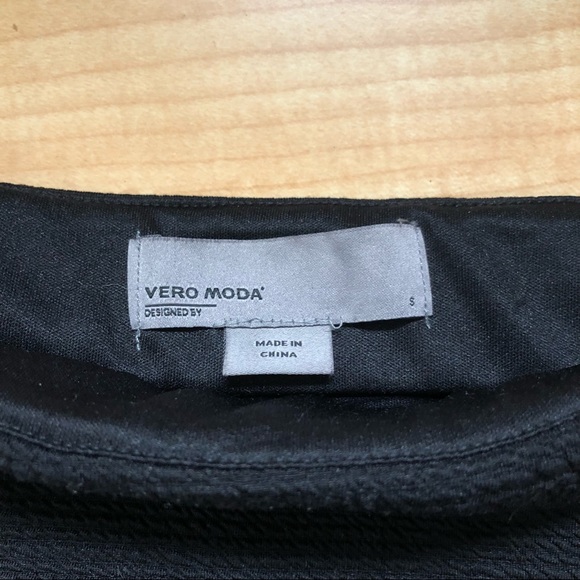 VERO MODA
DESIGNED BY
S
MADE IN
CHINA